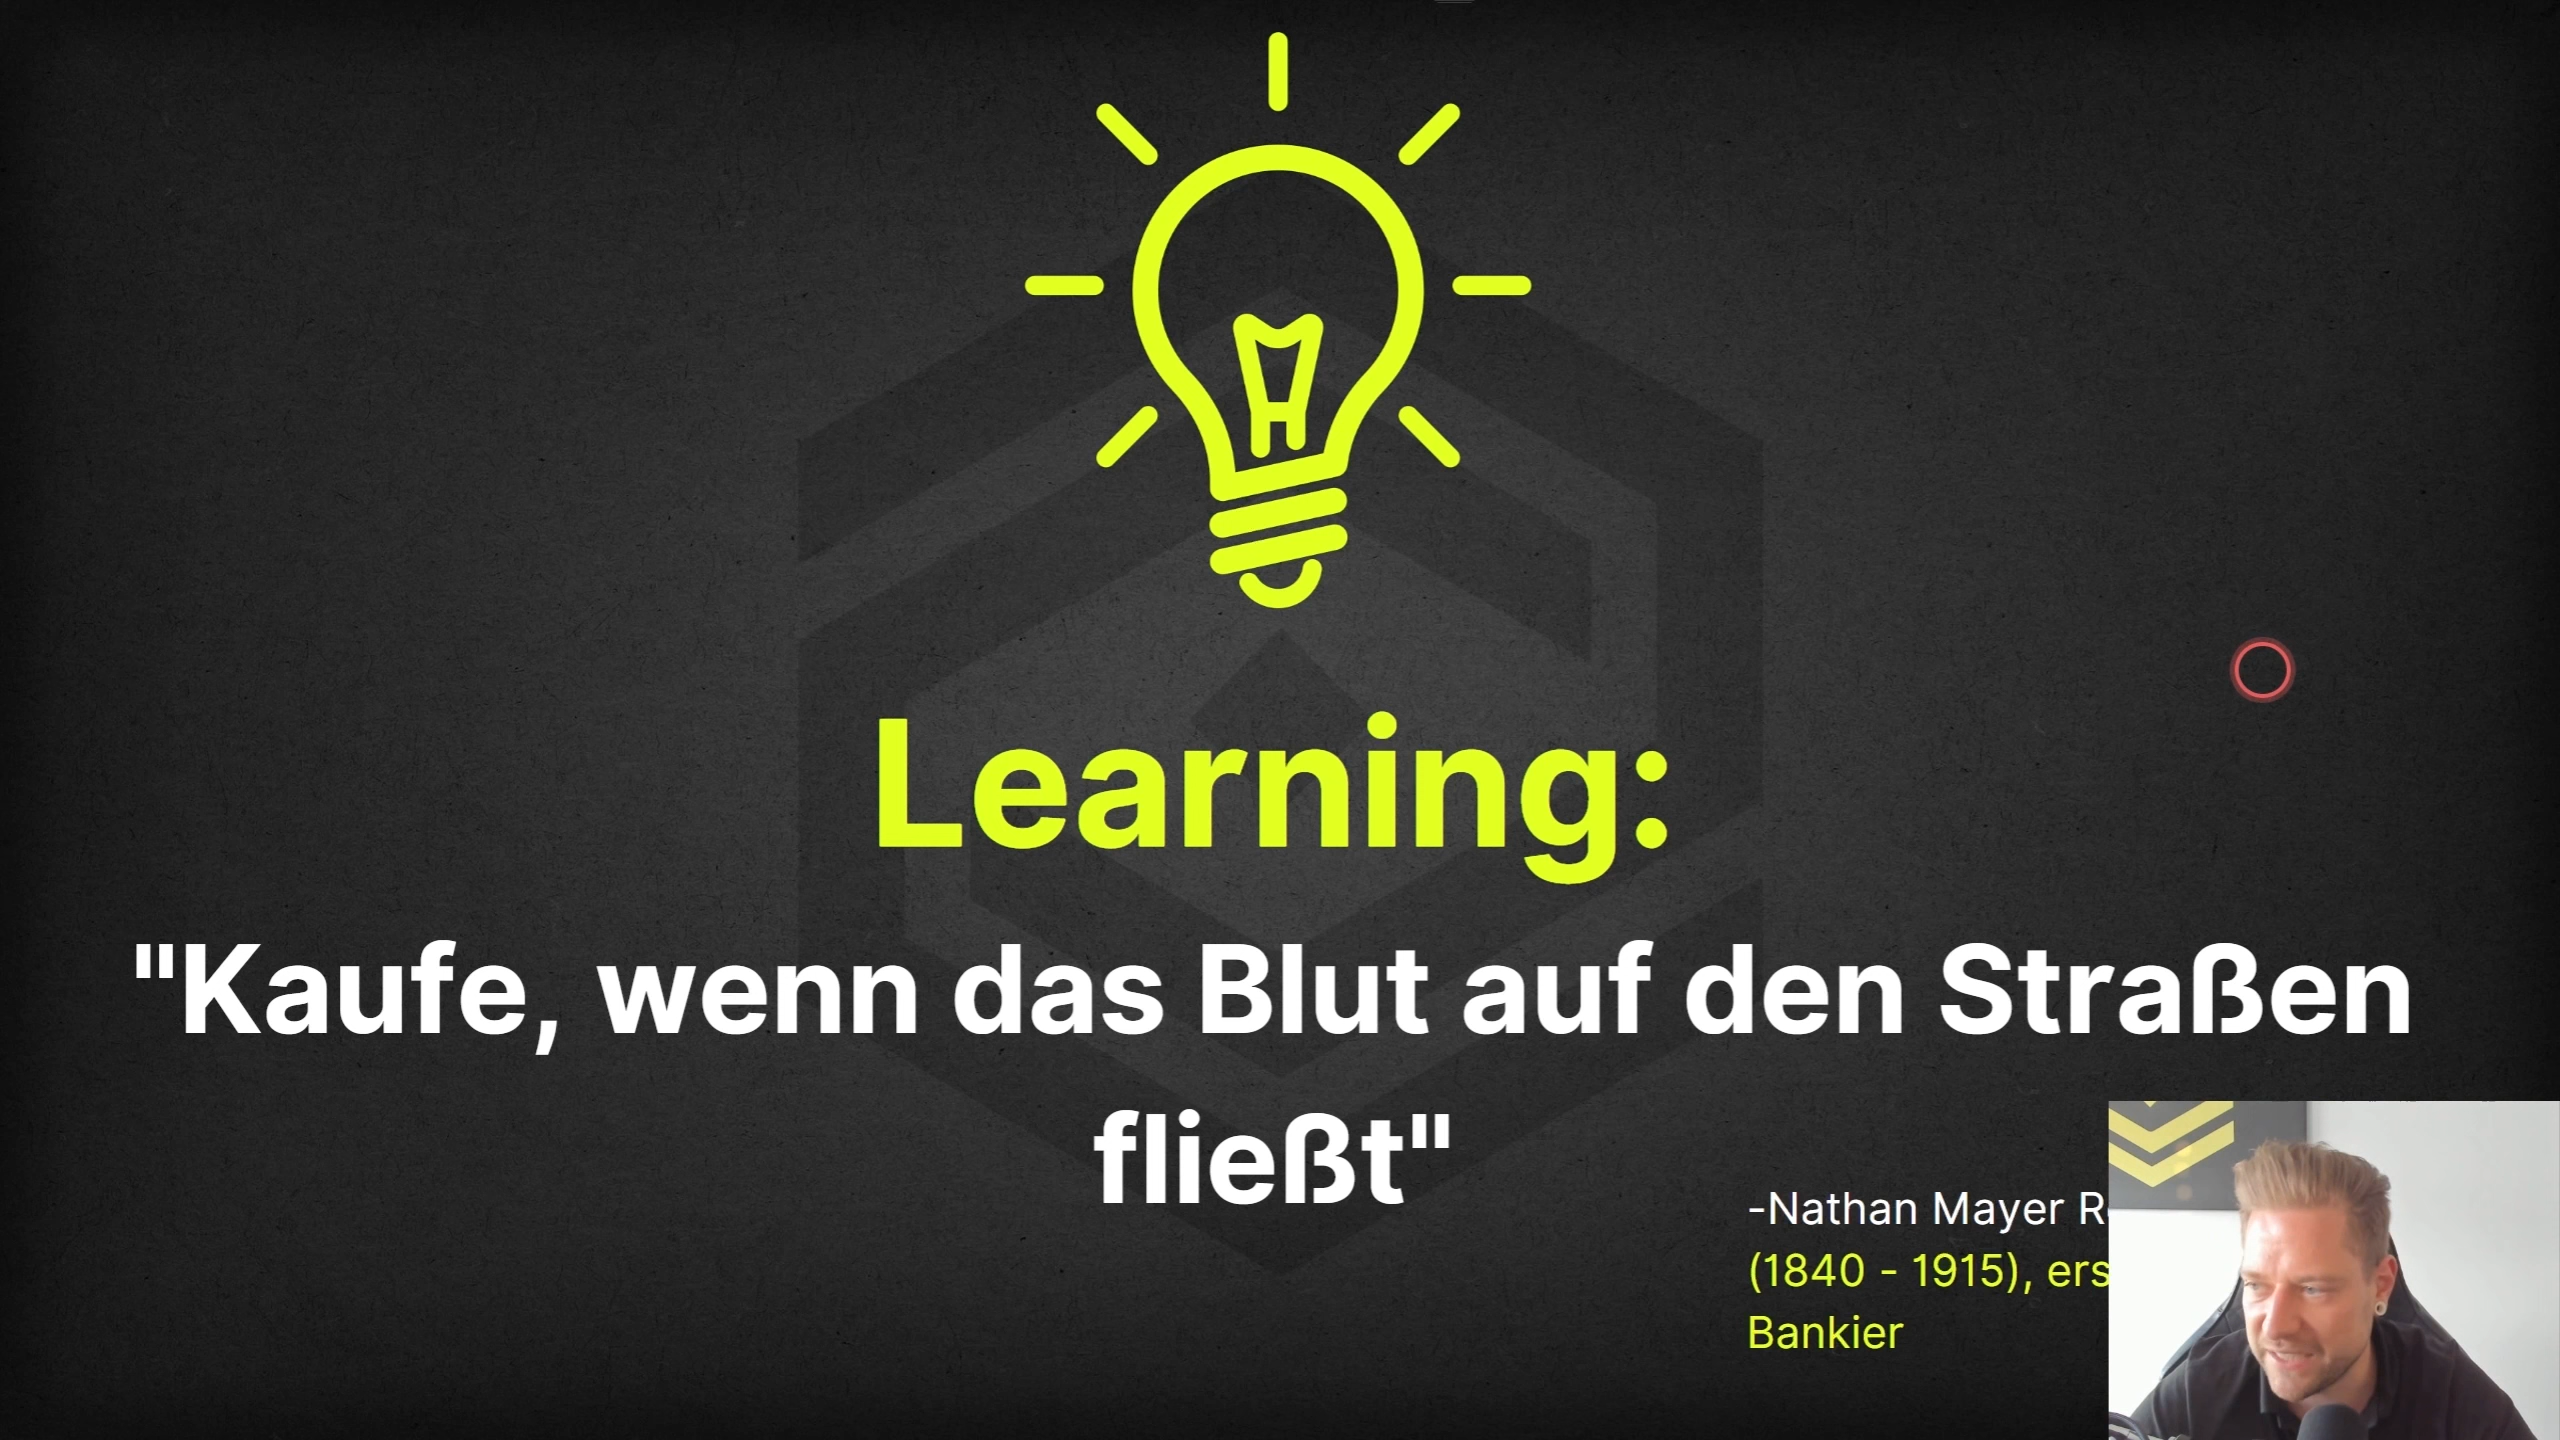 Learning:
"Kaufe, wenn das Blut auf den Straßen
fließt"
-Nathan Mayer
(1840 - 1915),
Bankier